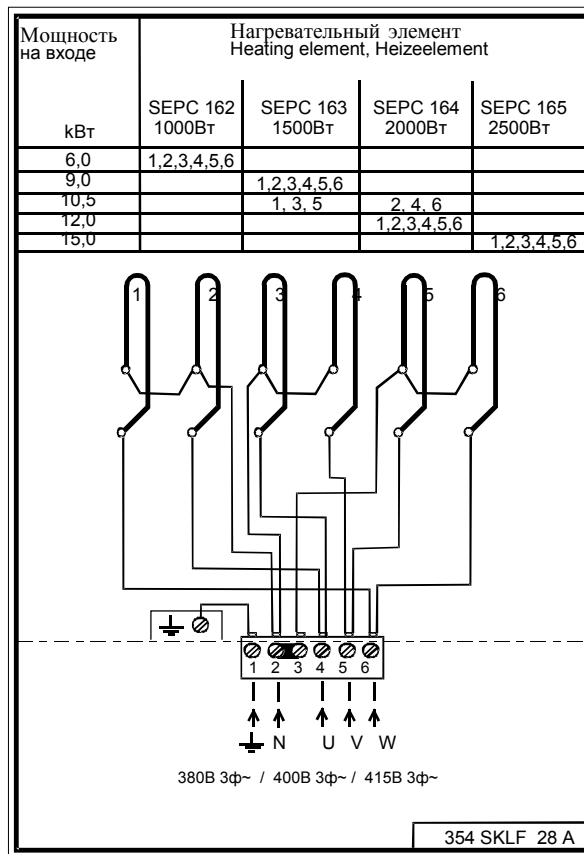 Мощность
на входе
Нагревательный элемент
Heating element, Heizeelement
кВт
SEPC 162
1000Вт
SEPC 163
1500Вт
SEPC 164
2000Вт
SEPC 165
2500Вт
6,0 1,2,3,4,5,6
9,0 1,2,3,4,5,6
10,5 1, 3, 5 2, 4, 6
12,0 1,2,3,4,5,6
15,0 1,2,3,4,5,6
1 2 3 4 5 6
1 2 3 4 5 6
N U V W
380В 3ф~ / 400В 3ф~ / 415В 3ф~
354 SKLF 28 A